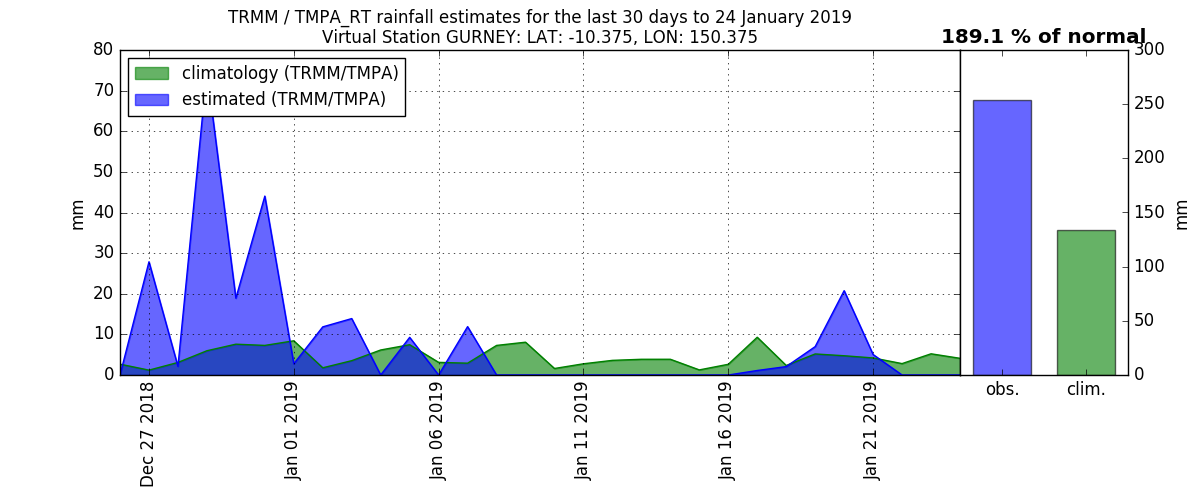 TRMM / TMPA_RT rainfall estimates for the last 30 days to 24 January 2019
Virtual Station GURNEY: LAT: -10.375, LON: 150.375
189.1 % of normal
climatology (TRMM/TMPA)
estimated (TRMM/TMPA)
80
70
60
50
40
30
20
10
0
mm
Dec 27 2018
Jan 01 2019
Jan 06 2019
Jan 11 2019
Jan 16 2019
Jan 21 2019
300
250
200
150
100
50
0
mm
obs.
clim.